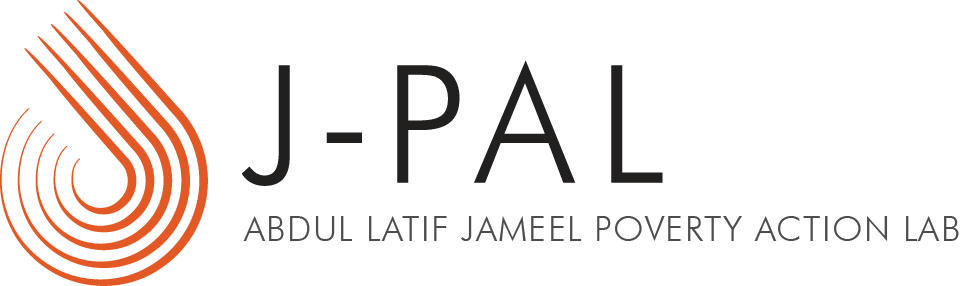 J-PAL
ABDUL LATIF JAMEEL POVERTY ACTION LAB